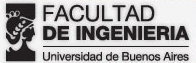 FACULTAD
DE INGENIERIA
Universidad de Buenos Aires